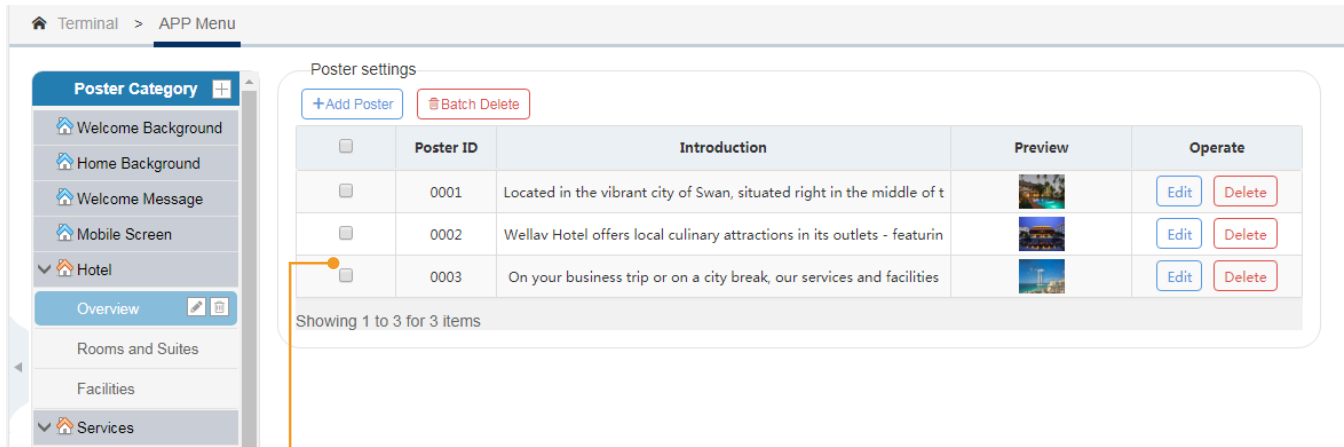 Terminal > APP Menu
Poster Category
Welcome Background
Home Background
Welcome Message
Mobile Screen
Hotel
Overview
Rooms and Suites
Facilities
Services
Poster settings
+Add Poster Batch Delete
Poster ID Introduction Preview Operate
0001 Located in the vibrant city of Swan, situated right in the middle of t Edit Delete
0002 Wellav Hotel offers local culinary attractions in its outlets - featurin Edit Delete
0003 On your business trip or on a city break, our services and facilities Edit Delete
Showing 1 to 3 for 3 items